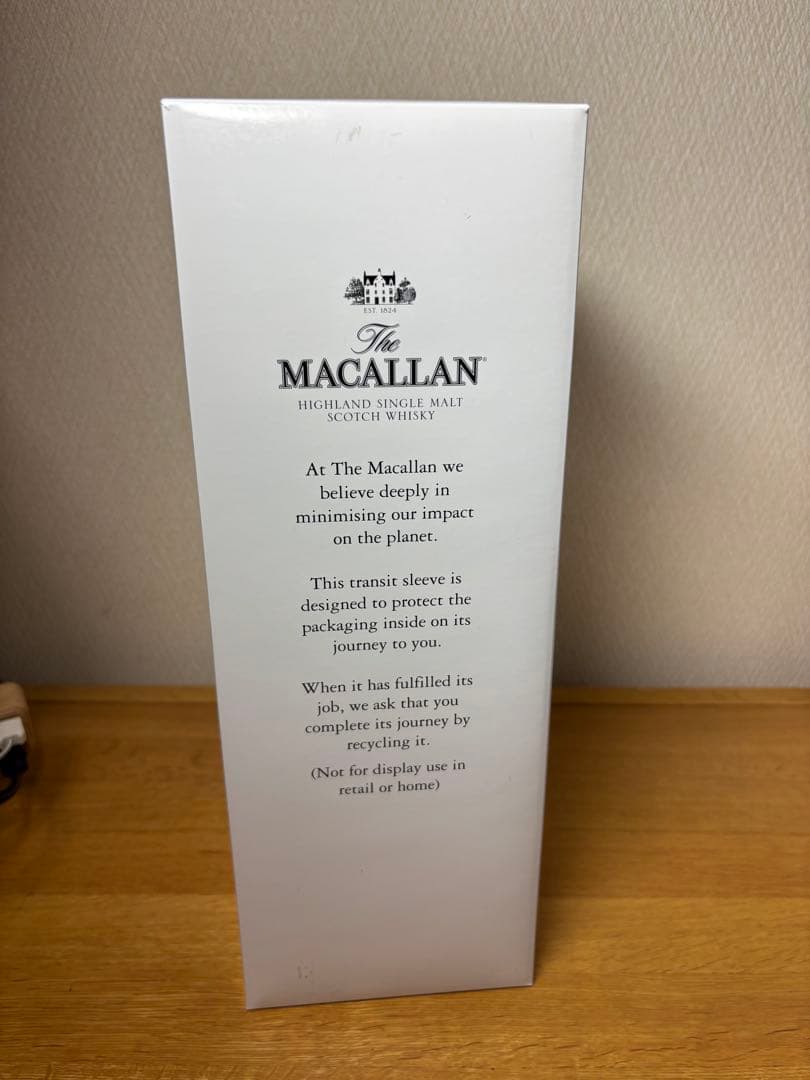 EST. 1824
The
MACALLAN
HIGHLAND SINGLE MALT
SCOTCH WHISKY
At The Macallan we
believe deeply in
minimising our impact
on the planet.
This transit sleeve is
designed to protect the
packaging inside on its
journey to you.
When it has fulfilled its
job, we ask that you
complete its journey by
recycling it.
(Not for display use in
retail or home)